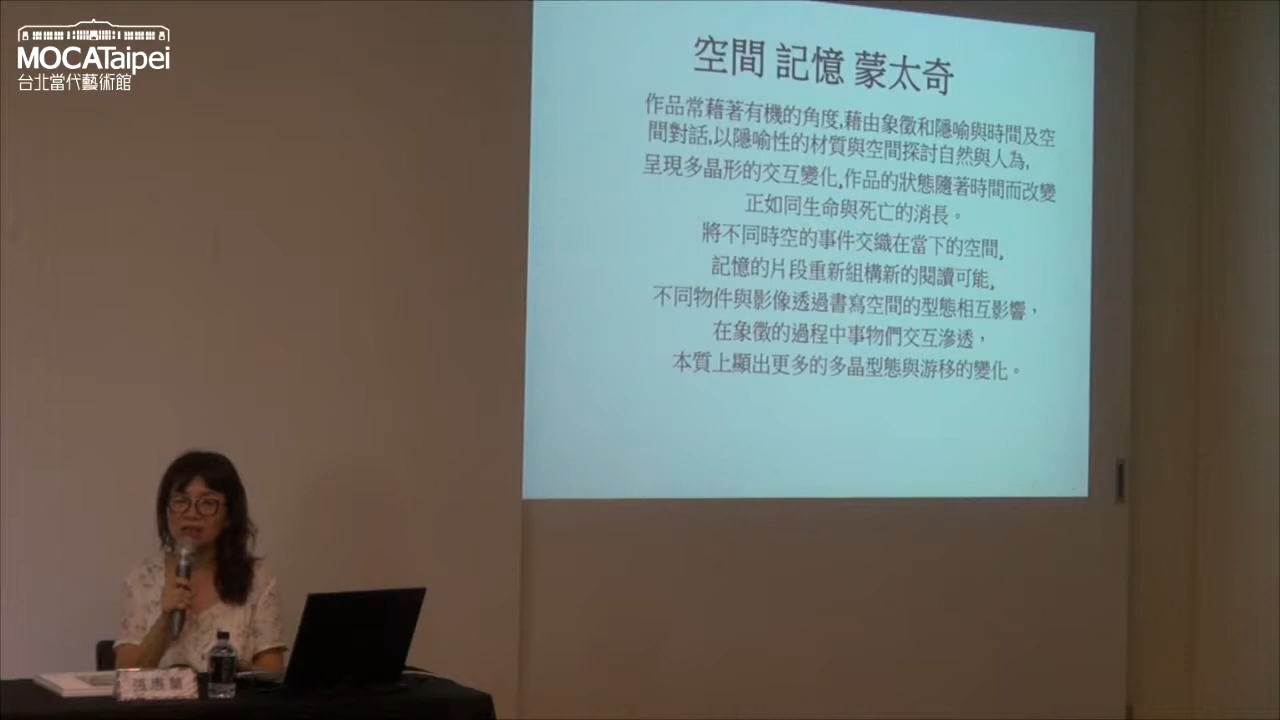 MOCATaipei
台北當代藝術館
空間 記憶 蒙太奇
作品常藉著有機的角度,藉由象徵和隱喻與時間及空
間對話,以隱喻性的材質與空間探討自然與人為,
呈現多晶形的交互變化,作品的狀態隨著時間而改變
正如同生命與死亡的消長。
將不同時空的事件交織在當下的空間,
記憶的片段重新組構新的閱讀可能,
不同物件與影像透過書寫空間的型態相互影響，
在象徵的過程中事物們交互滲透，
本質上顯出更多的多晶型態與游移的變化。
張惠蘭